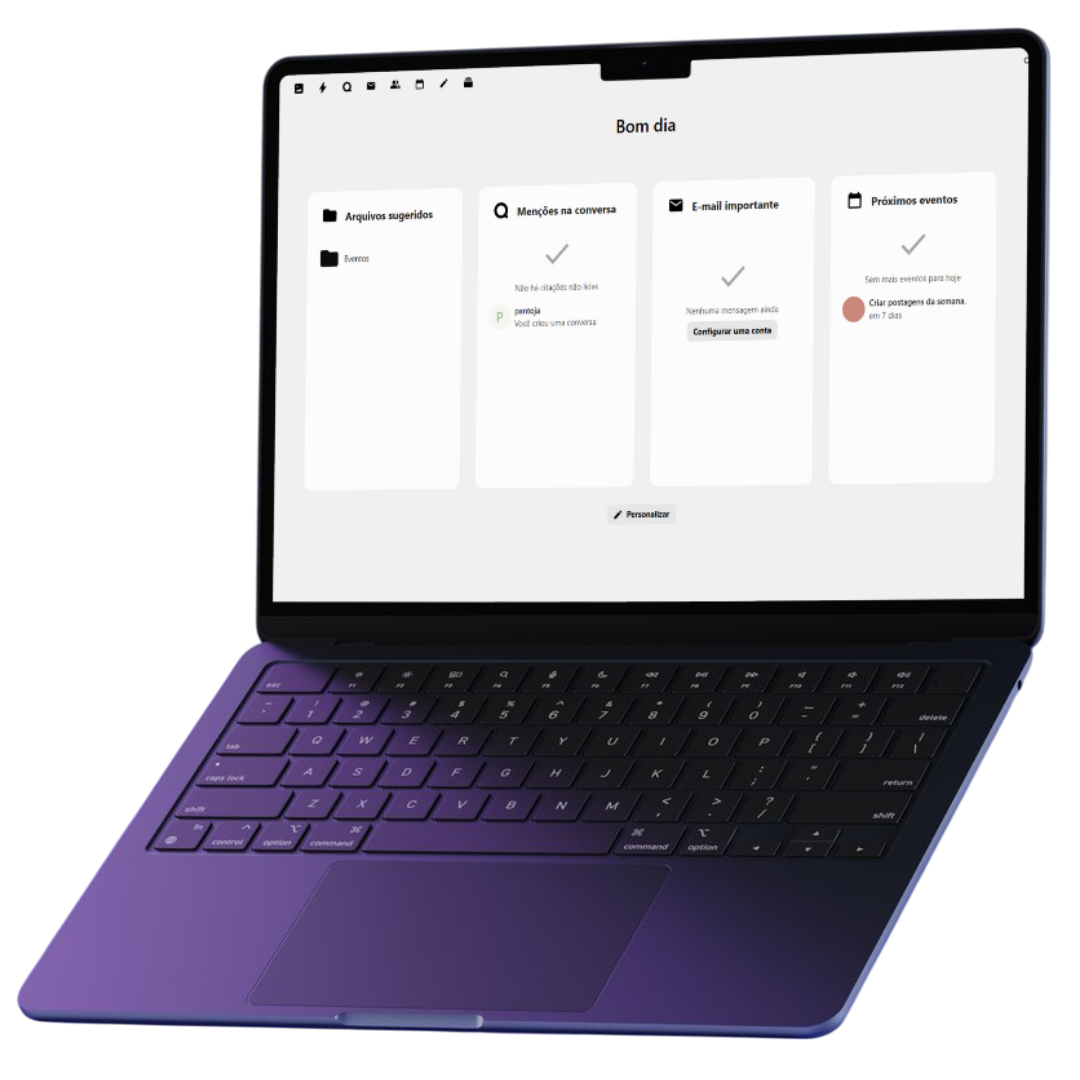 Bom dia
Arquivos sugeridos
Eventos
Menções na conversa
Não há citações não lidas
P
pantoja
Você criou uma conversa
E-mail importante
Nenhuma mensagem ainda
Configurar uma conta
Próximos eventos
Sem mais eventos para hoje
Criar postagens da semana.
em 7 dias
Personalizar
esc F1 F2 F3 F4 F5 F6 F7 F8 F9 F10 F11 F12
~ ! @ # $ % ^ & * ( ) — +
` 1 2 3 4 5 6 7 8 9 0 - = delete
tab Q W E R T Y U I O P { [ } ] | \
caps lock A S D F G H J K L : ; " ' return
shift Z X C V B N M < , > . ? / shift
fn control option command command option